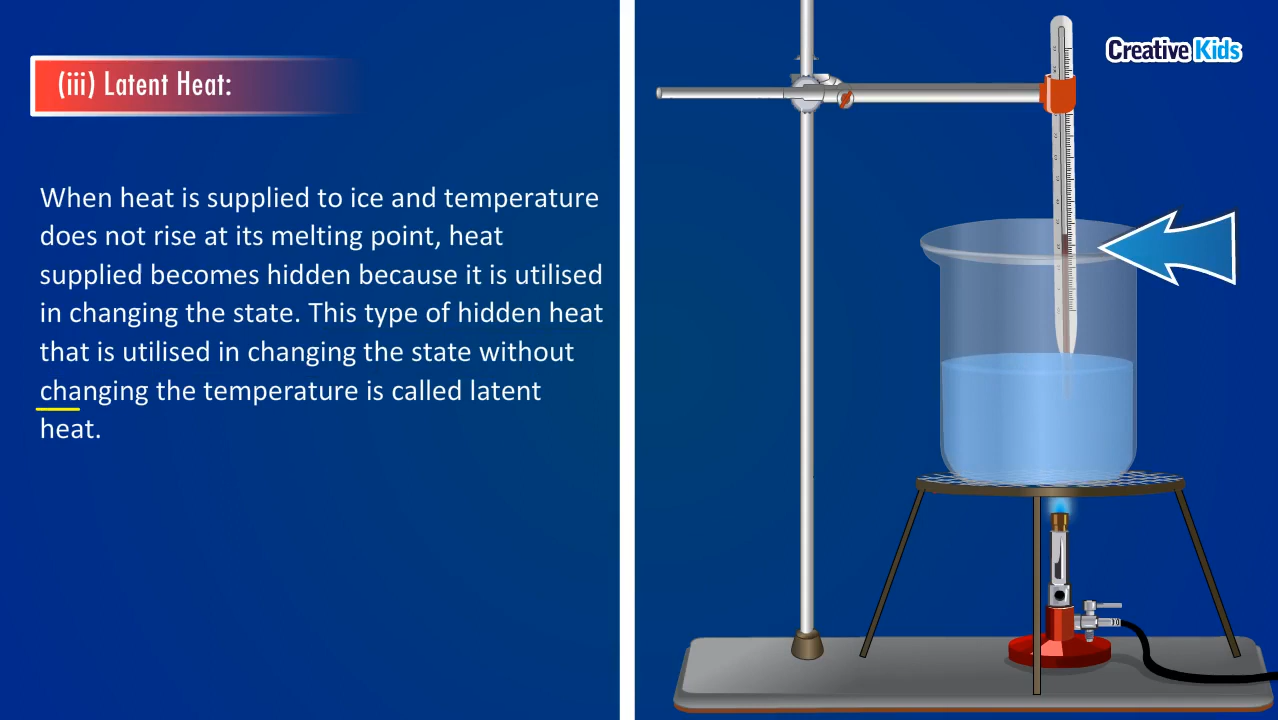 Creative Kids
(iii) Latent Heat:
When heat is supplied to ice and temperature
does not rise at its melting point, heat
supplied becomes hidden because it is utilised
in changing the state. This type of hidden heat
that is utilised in changing the state without
changing the temperature is called latent
heat.